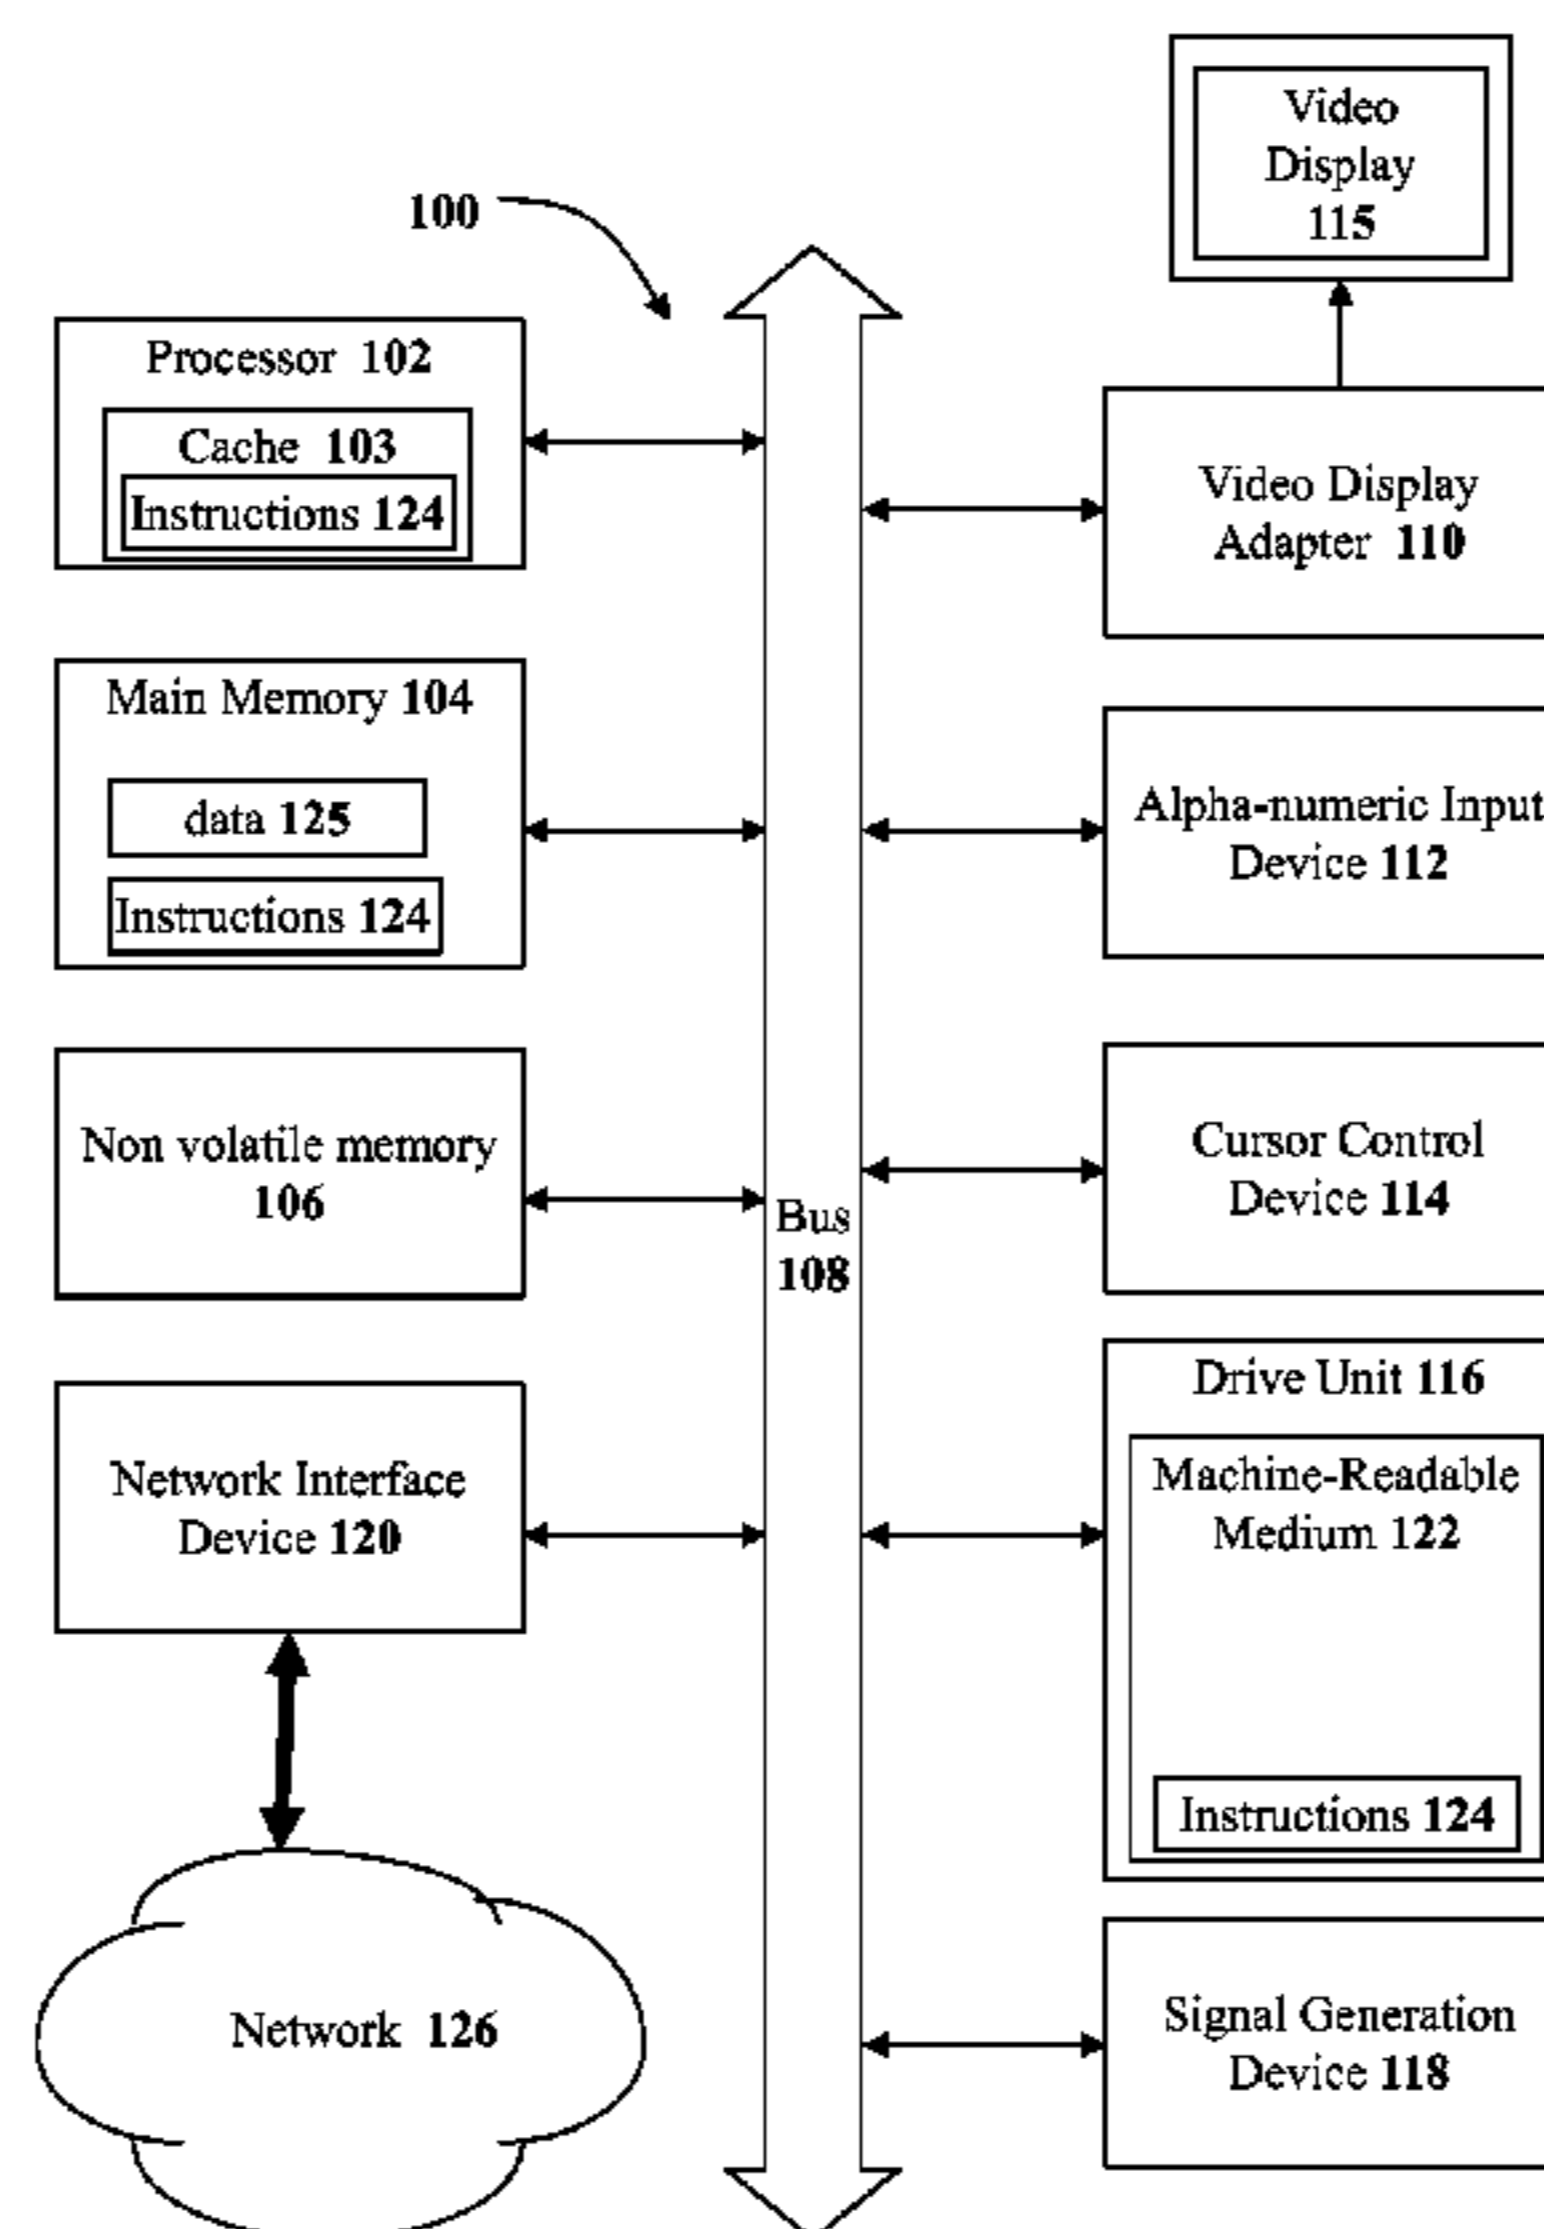 100
Processor 102
Cache 103
Instructions 124
Main Memory 104
data 125
Instructions 124
Non volatile memory
106
Network Interface
Device 120
Network 126
Bus
108
Video
Display
115
Video Display
Adapter 110
Alpha-numeric Input
Device 112
Cursor Control
Device 114
Drive Unit 116
Machine-Readable
Medium 122
Instructions 124
Signal Generation
Device 118